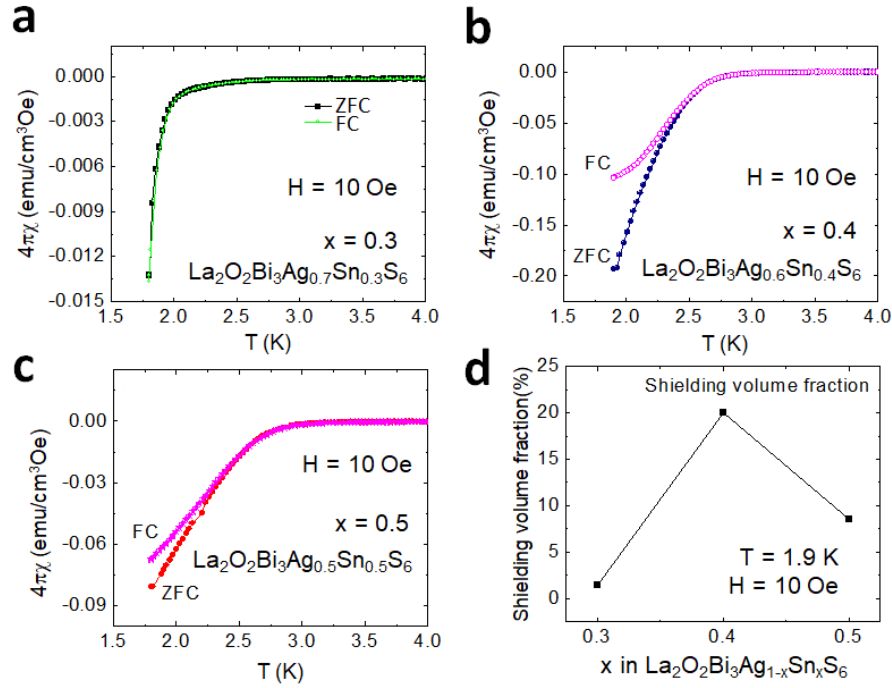 a
0.000
-0.003
-0.006
-0.009
-0.012
-0.015
4πχ (emu/cm³Oe)
ZFC
FC
H = 10 Oe
x = 0.3
La₂O₂Bi₃Ag₀.₇Sn₀.₃S₆
1.5 2.0 2.5 3.0 3.5 4.0
T (K)
b
0.00
-0.05
-0.10
-0.15
-0.20
4πχ (emu/cm³Oe)
FC
ZFC
H = 10 Oe
x = 0.4
La₂O₂Bi₃Ag₀.₆Sn₀.₄S₆
1.5 2.0 2.5 3.0 3.5 4.0
T (K)
c
0.00
-0.03
-0.06
-0.09
4πχ (emu/cm³Oe)
FC
ZFC
H = 10 Oe
x = 0.5
La₂O₂Bi₃Ag₀.₅Sn₀.₅S₆
1.5 2.0 2.5 3.0 3.5 4.0
T (K)
d
25
20
15
10
5
0
Shielding volume fraction(%)
Shielding volume fraction
T = 1.9 K
H = 10 Oe
0.3 0.4 0.5
x in La₂O₂Bi₃Ag₁₋ₓSnₓS₆